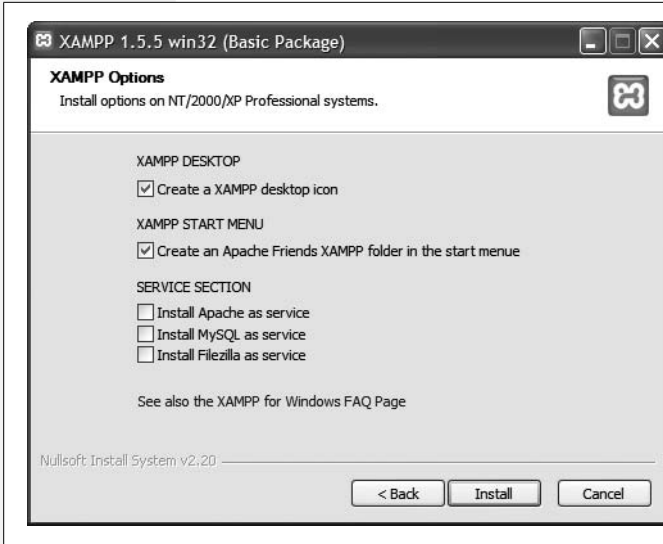 XAMPP 1.5.5 win32 (Basic Package)
XAMPP Options
Install options on NT/2000/XP Professional systems.
XAMPP DESKTOP
Create a XAMPP desktop icon
XAMPP START MENU
Create an Apache Friends XAMPP folder in the start menue
SERVICE SECTION
Install Apache as service
Install MySQL as service
Install Filezilla as service
See also the XAMPP for Windows FAQ Page
Nullsoft Install System v2.20
< Back Install Cancel